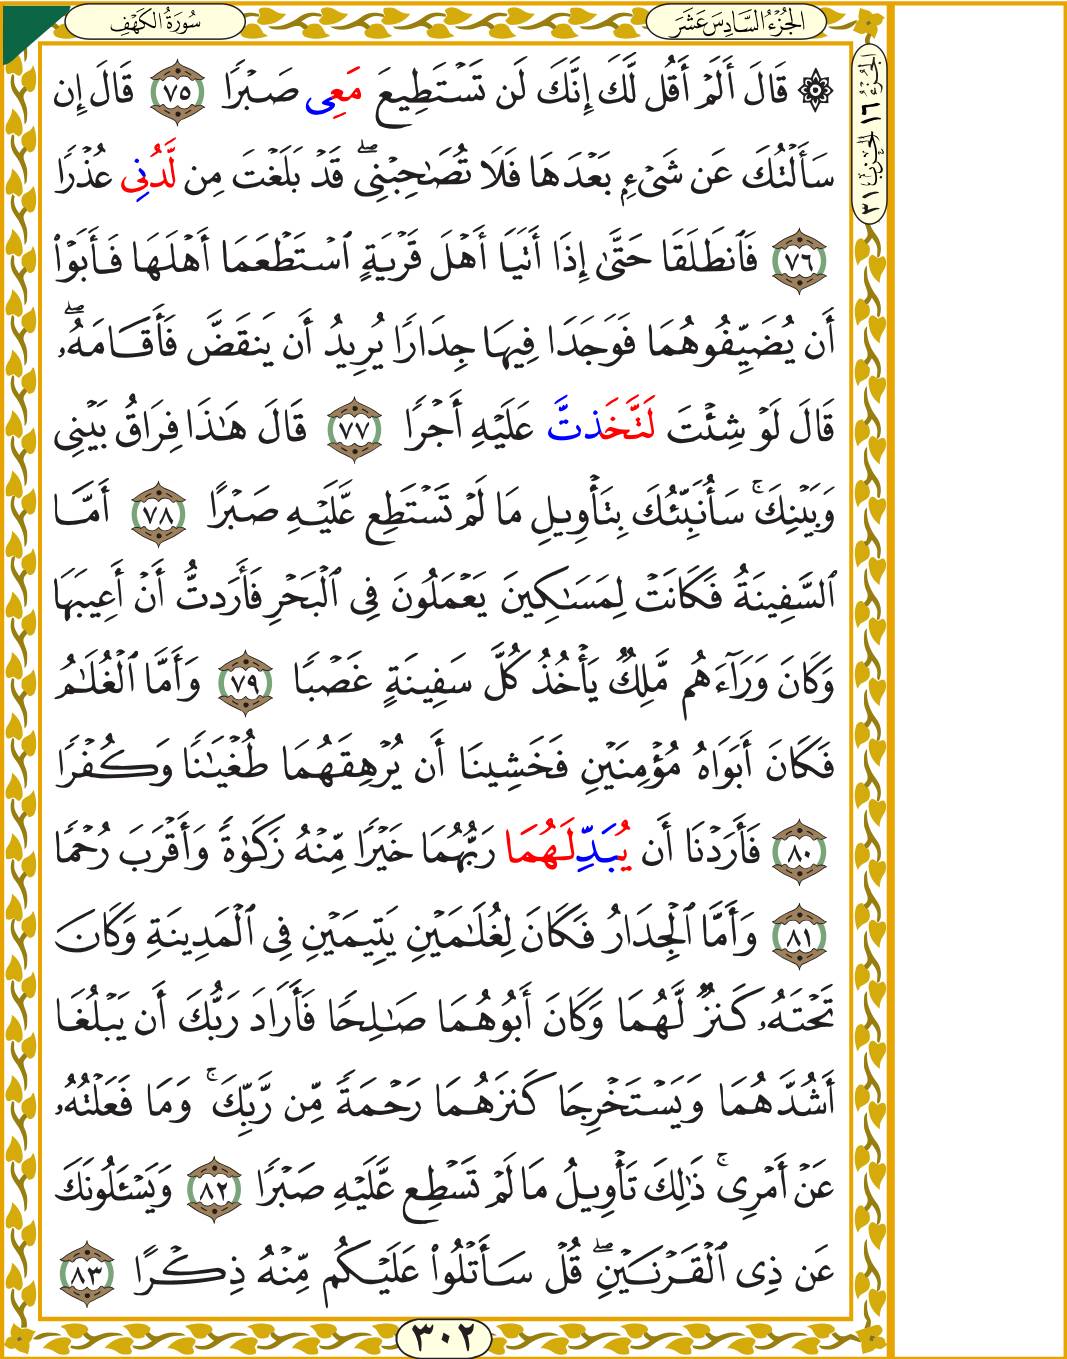 سُورَةُ الكَهْفِ
الجُزْءُ السَّادِسَ عَشَرَ
الجُزْءُ ١٦ الحِزْبُ ٣١
۞ قَالَ أَلَمْ أَقُل لَّكَ إِنَّكَ لَن تَسْتَطِيعَ مَعِى صَبْرًا ٧٥ قَالَ إِن
سَأَلْتُكَ عَن شَىْءٍ بَعْدَهَا فَلَا تُصَـٰحِبْنِى ۖ قَدْ بَلَغْتَ مِن لَّدُنِى عُذْرًا
٧٦ فَٱنطَلَقَا حَتَّىٰ إِذَا أَتَيَا أَهْلَ قَرْيَةٍ ٱسْتَطْعَمَا أَهْلَهَا فَأَبَوْا۟
أَن يُضَيِّفُوهُمَا فَوَجَدَا فِيهَا جِدَارًا يُرِيدُ أَن يَنقَضَّ فَأَقَامَهُۥ ۖ
قَالَ لَوْ شِئْتَ لَتَّخَذتَّ عَلَيْهِ أَجْرًا ٧٧ قَالَ هَـٰذَا فِرَاقُ بَيْنِى
وَبَيْنِكَ ۚ سَأُنَبِّئُكَ بِتَأْوِيلِ مَا لَمْ تَسْتَطِع عَّلَيْهِ صَبْرًا ٧٨ أَمَّا
ٱلسَّفِينَةُ فَكَانَتْ لِمَسَـٰكِينَ يَعْمَلُونَ فِى ٱلْبَحْرِ فَأَرَدتُّ أَنْ أَعِيبَهَا
وَكَانَ وَرَآءَهُم مَّلِكٌ يَأْخُذُ كُلَّ سَفِينَةٍ غَصْبًا ٧٩ وَأَمَّا ٱلْغُلَـٰمُ
فَكَانَ أَبَوَاهُ مُؤْمِنَيْنِ فَخَشِينَا أَن يُرْهِقَهُمَا طُغْيَـٰنًا وَكُفْرًا
٨٠ فَأَرَدْنَا أَن يُبَدِّلَهُمَا رَبُّهُمَا خَيْرًا مِّنْهُ زَكَوٰةً وَأَقْرَبَ رُحْمًا
٨١ وَأَمَّا ٱلْجِدَارُ فَكَانَ لِغُلَـٰمَيْنِ يَتِيمَيْنِ فِى ٱلْمَدِينَةِ وَكَانَ
تَحْتَهُۥ كَنزٌ لَّهُمَا وَكَانَ أَبُوهُمَا صَـٰلِحًا فَأَرَادَ رَبُّكَ أَن يَبْلُغَا
أَشُدَّهُمَا وَيَسْتَخْرِجَا كَنزَهُمَا رَحْمَةً مِّن رَّبِّكَ ۚ وَمَا فَعَلْتُهُۥ
عَنْ أَمْرِى ۚ ذَٰلِكَ تَأْوِيلُ مَا لَمْ تَسْطِع عَّلَيْهِ صَبْرًا ٨٢ وَيَسْـَٔلُونَكَ
عَن ذِى ٱلْقَرْنَيْنِ ۖ قُلْ سَأَتْلُوا۟ عَلَيْكُم مِّنْهُ ذِكْرًا ٨٣
٣٠٢